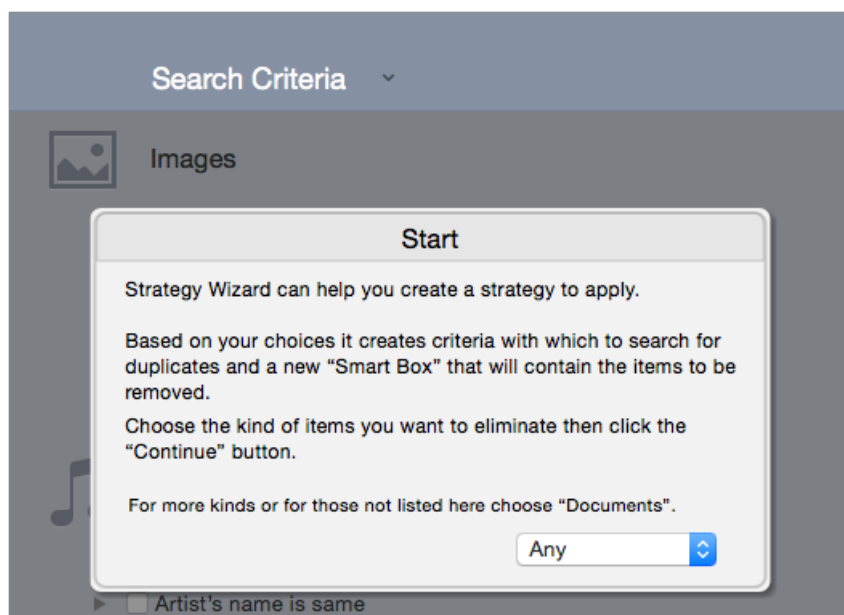 Search Criteria
Images
Start
Strategy Wizard can help you create a strategy to apply.
Based on your choices it creates criteria with which to search for
duplicates and a new “Smart Box” that will contain the items to be
removed.
Choose the kind of items you want to eliminate then click the
“Continue” button.
For more kinds or for those not listed here choose “Documents”.
Any
Artist's name is same